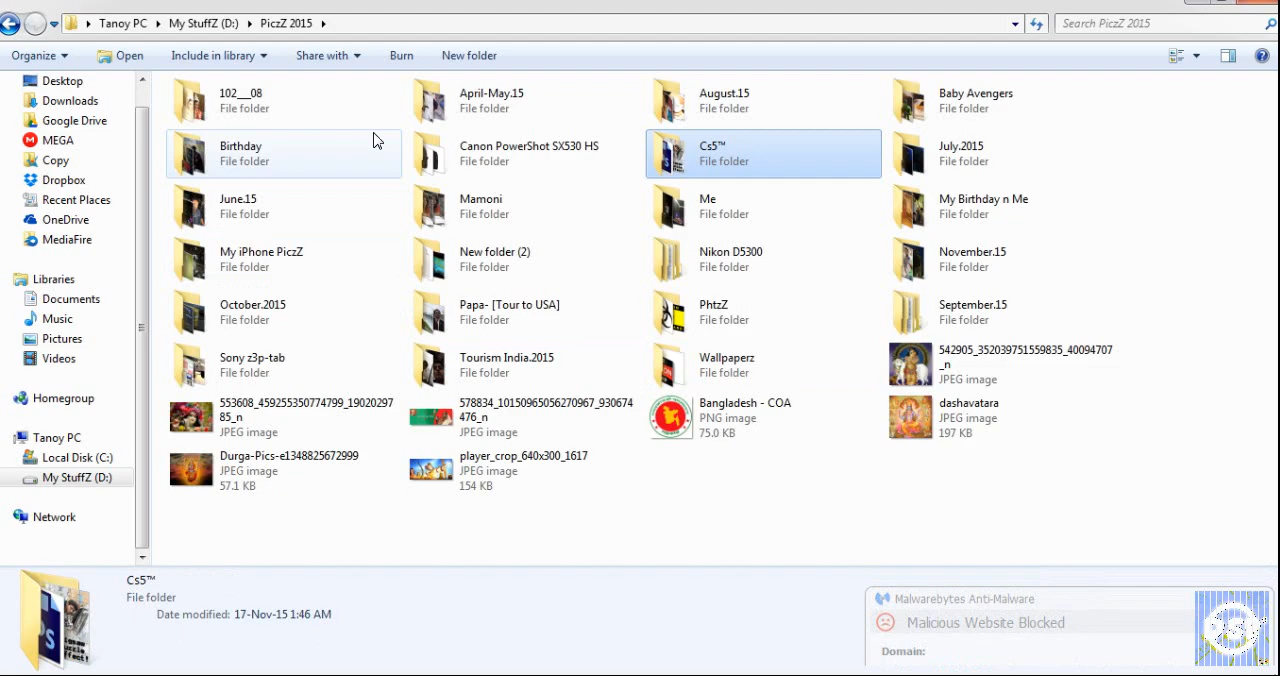 Tanoy PC My StuffZ (D:) PiczZ 2015
Search PiczZ 2015
Organize Open Include in library Share with Burn New folder
Desktop
Downloads
Google Drive
MEGA
Copy
Dropbox
Recent Places
OneDrive
MediaFire
Libraries
Documents
Music
Pictures
Videos
Homegroup
Tanoy PC
Local Disk (C:)
My StuffZ (D:)
Network
102___08
File folder
April-May.15
File folder
August.15
File folder
Baby Avengers
File folder
Birthday
File folder
Canon PowerShot SX530 HS
File folder
Cs5™
File folder
July.2015
File folder
June.15
File folder
Mamoni
File folder
Me
File folder
My Birthday n Me
File folder
My iPhone PiczZ
File folder
New folder (2)
File folder
Nikon D5300
File folder
November.15
File folder
October.2015
File folder
Papa- [Tour to USA]
File folder
PhtzZ
File folder
September.15
File folder
Sony z3p-tab
File folder
Tourism India.2015
File folder
Wallpaperz
File folder
542905_352039751559835_40094707
_n
JPEG image
553608_459255350774799_19020297
85_n
JPEG image
578834_10150965056270967_930674
476_n
JPEG image
Bangladesh - COA
PNG image
75.0 KB
dashavatara
JPEG image
197 KB
Durga-Pics-e1348825672999
JPEG image
57.1 KB
player_crop_640x300_1617
JPEG image
154 KB
Cs5™
File folder
Date modified: 17-Nov-15 1:46 AM
Malwarebytes Anti-Malware
Malicious Website Blocked
Domain: